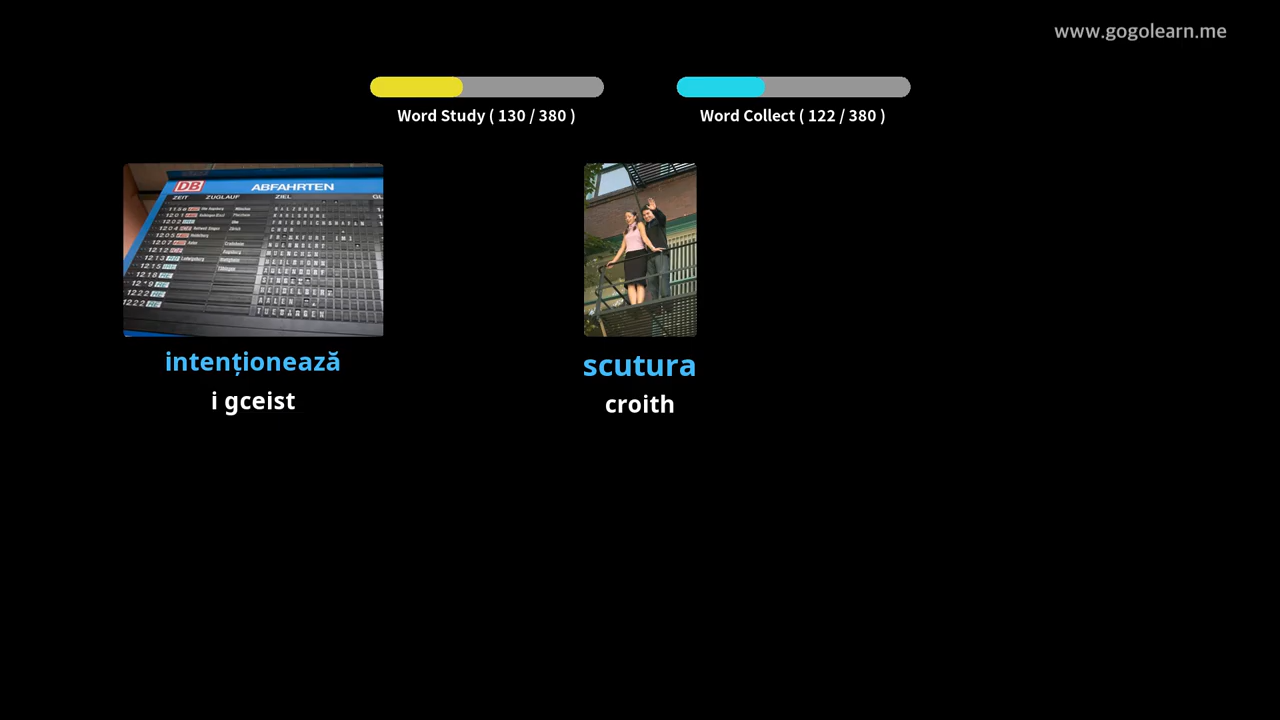 www.gogolearn.me
Word Study ( 130 / 380 )
Word Collect ( 122 / 380 )
DB ABFAHRTEN
ZEIT ZUGLAUF ZIEL
intenționează
i gceist
scutura
croith